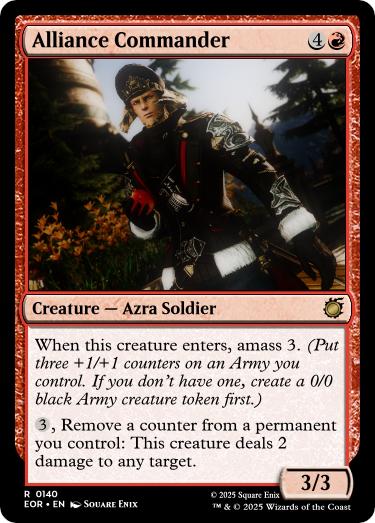 Alliance Commander 4
Creature — Azra Soldier
When this creature enters, amass 3. (Put
three +1/+1 counters on an Army you
control. If you don't have one, create a 0/0
black Army creature token first.)
3, Remove a counter from a permanent
you control: This creature deals 2
damage to any target.
3/3
R 0140
EOR • EN SQUARE ENIX
© 2025 Square Enix
™ & © 2025 Wizards of the Coast